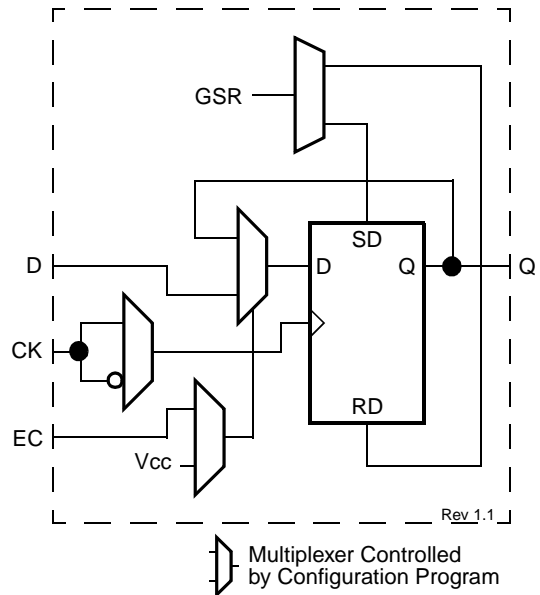 GSR
SD
D
D
Q
Q
CK
RD
EC
Vcc
Rev 1.1
Multiplexer Controlled
by Configuration Program